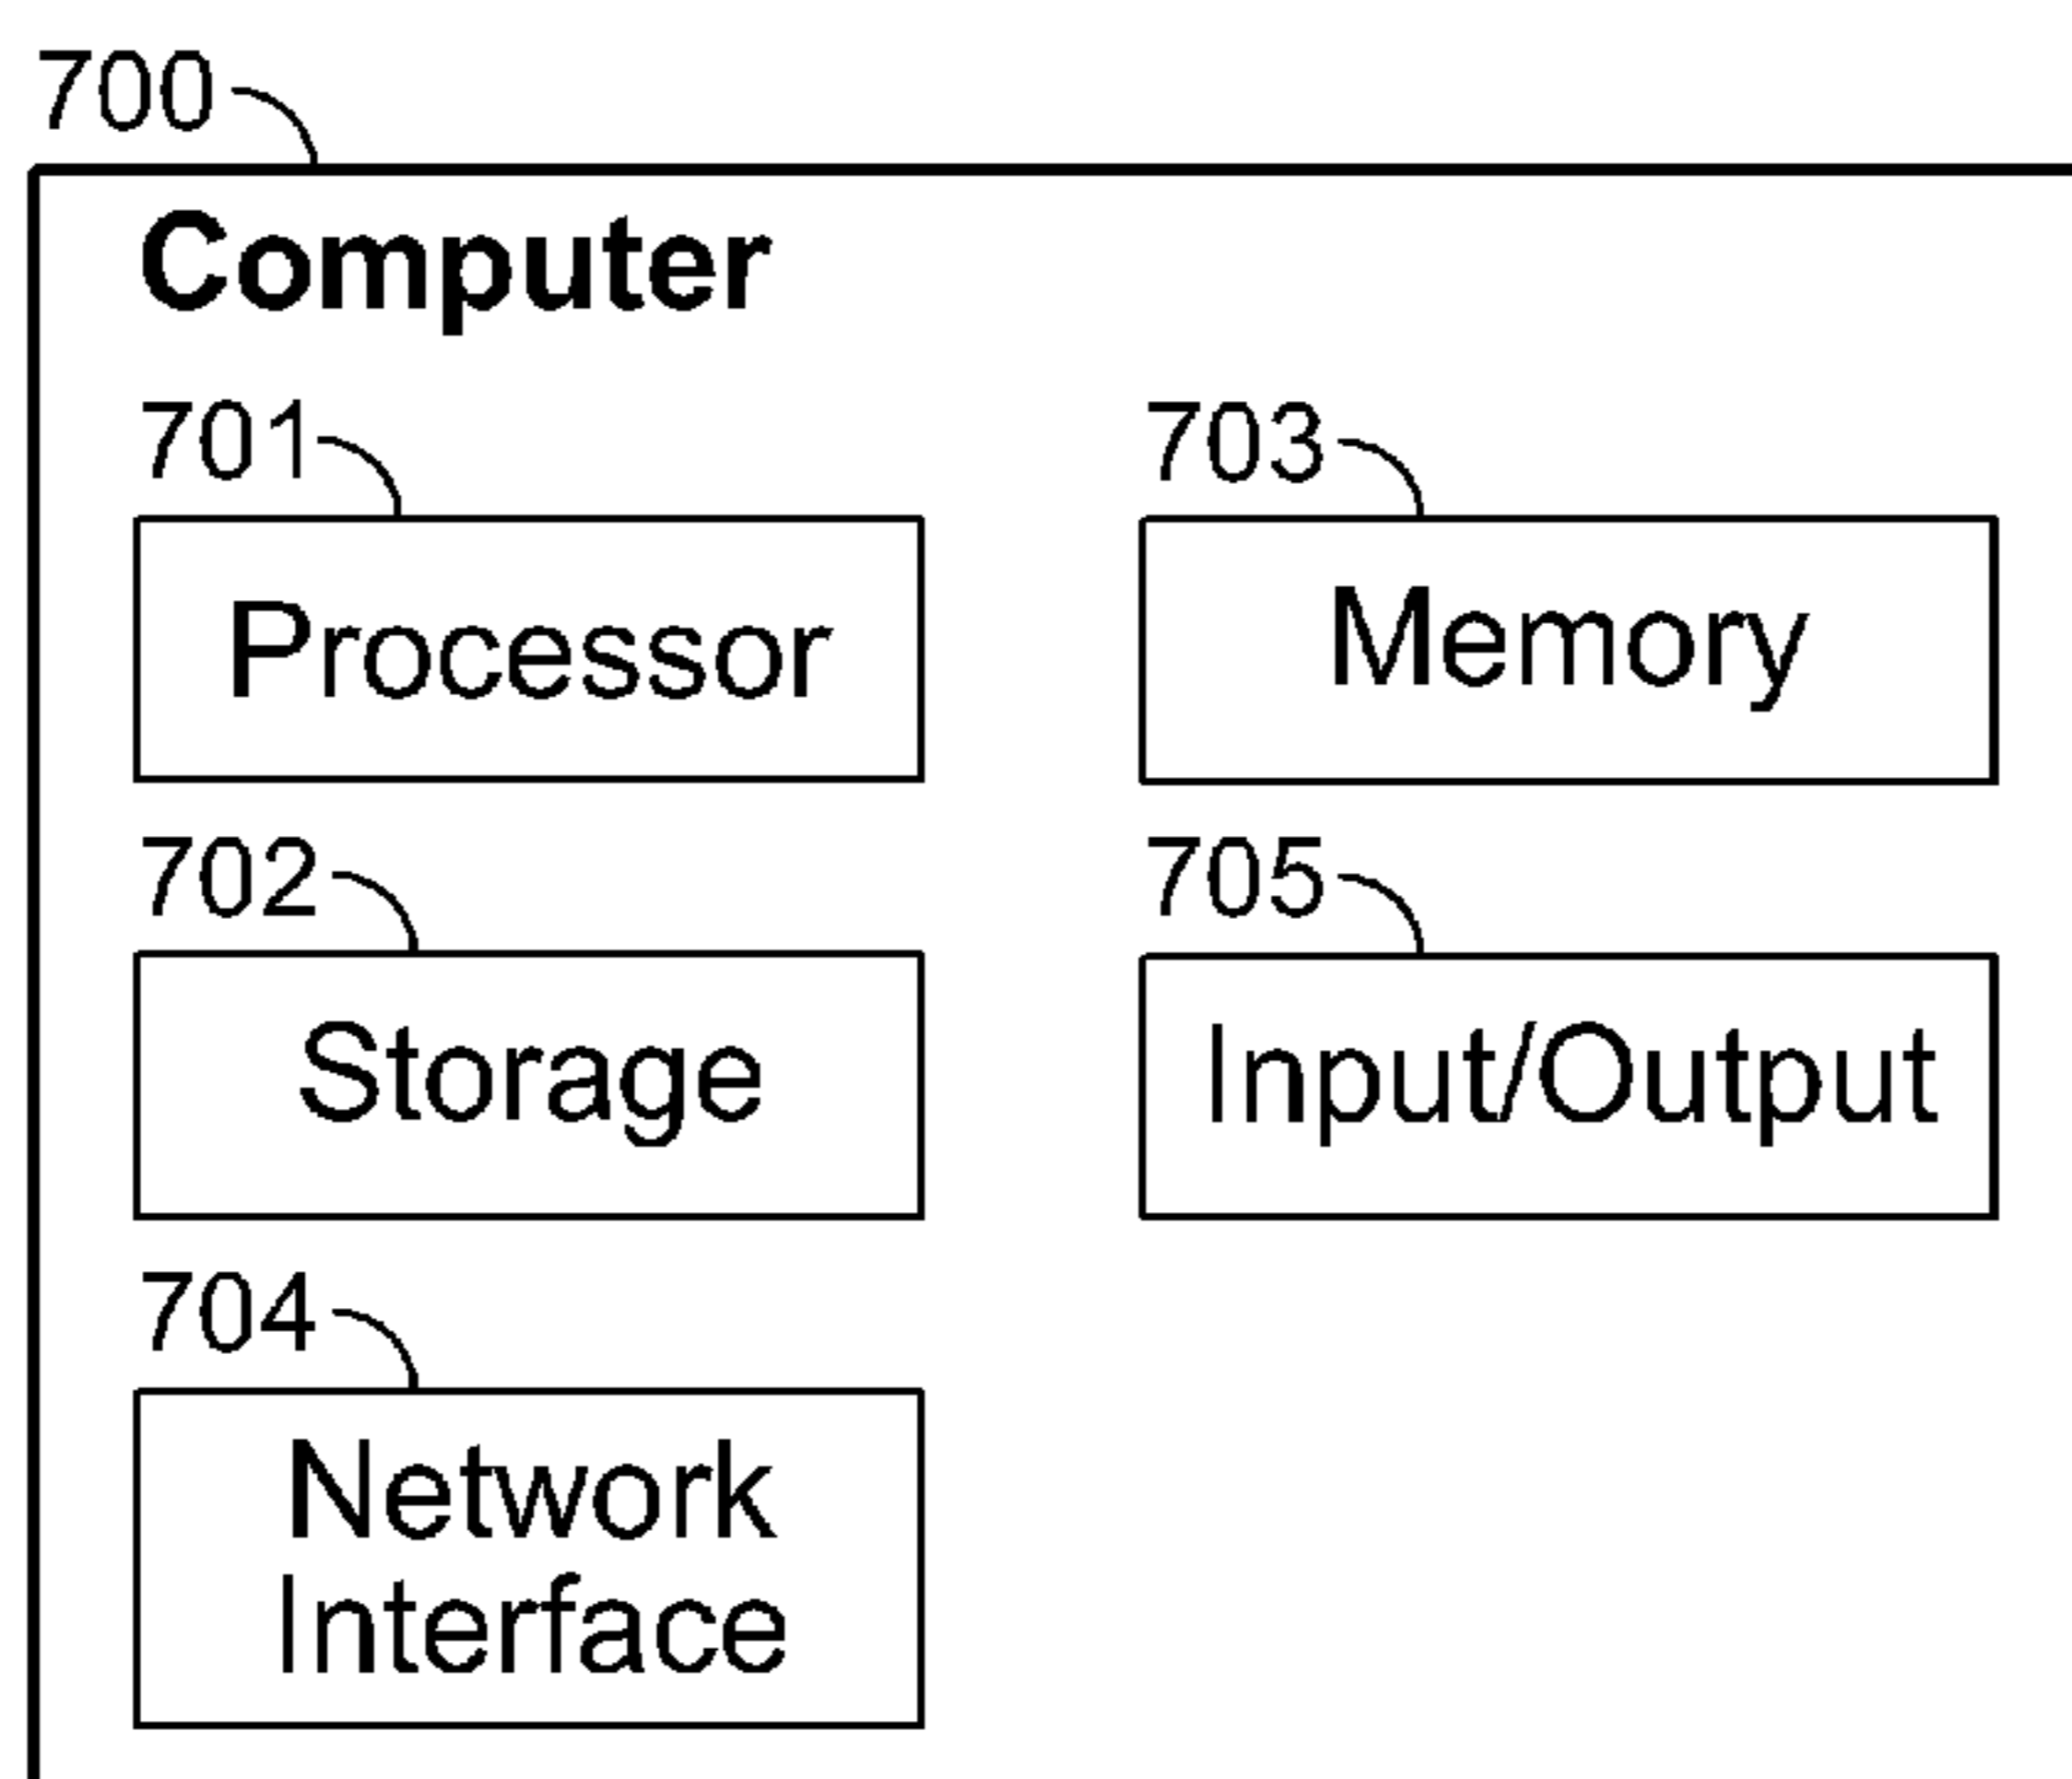 700
Computer
701
Processor
703
Memory
702
Storage
705
Input/Output
704
Network
Interface